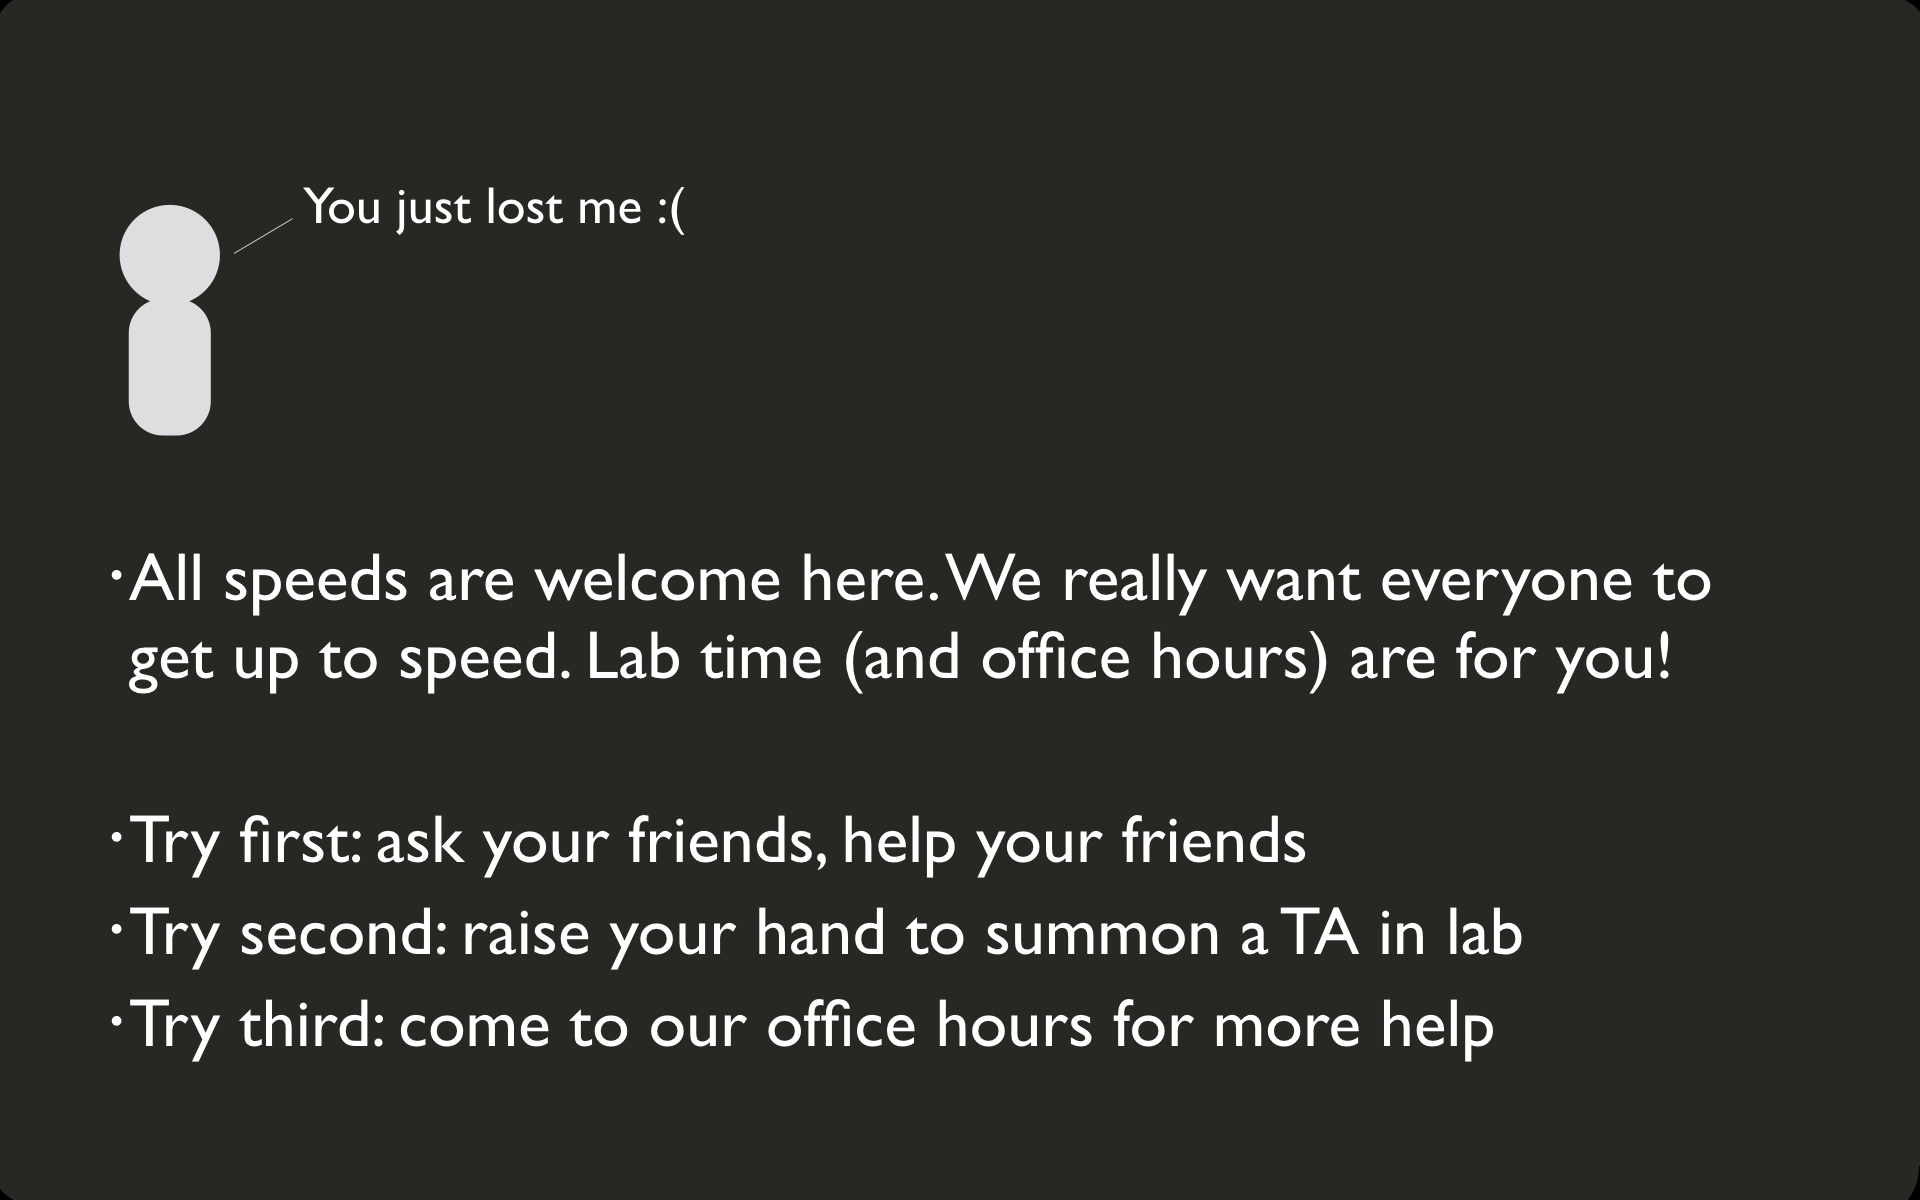 You just lost me :(
·All speeds are welcome here. We really want everyone to
get up to speed. Lab time (and office hours) are for you!
·Try first: ask your friends, help your friends
·Try second: raise your hand to summon a TA in lab
·Try third: come to our office hours for more help